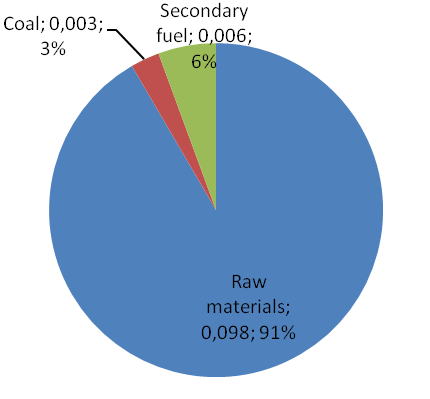 Coal; 0,003;
3%
Secondary
fuel; 0,006;
6%
Raw
materials;
0,098; 91%